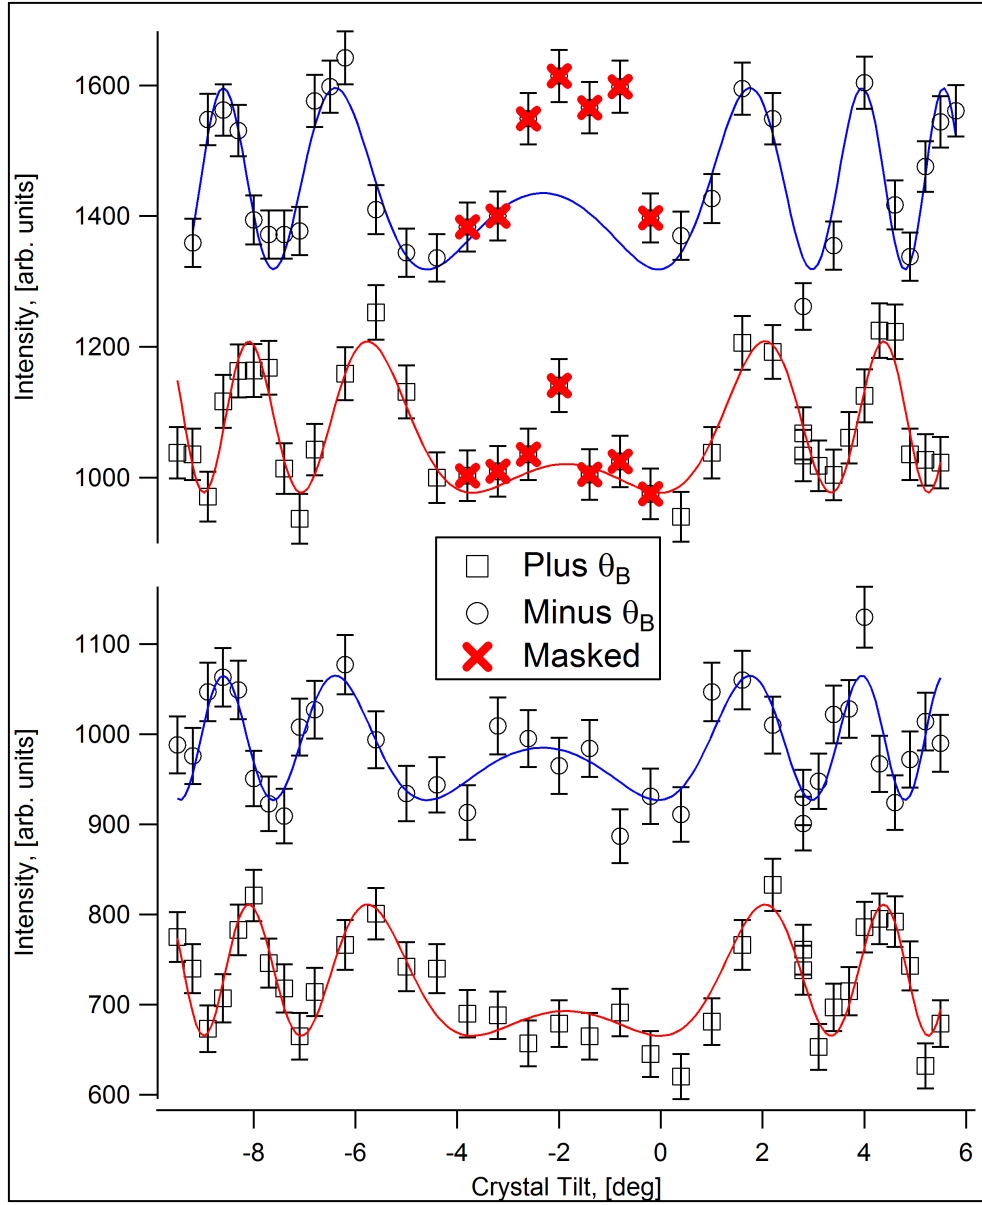 Intensity, [arb. units]
1600
1400
1200
1000
Plus θB
Minus θB
Masked
Intensity, [arb. units]
1100
1000
900
800
700
600
-8 -6 -4 -2 0 2 4 6
Crystal Tilt, [deg]